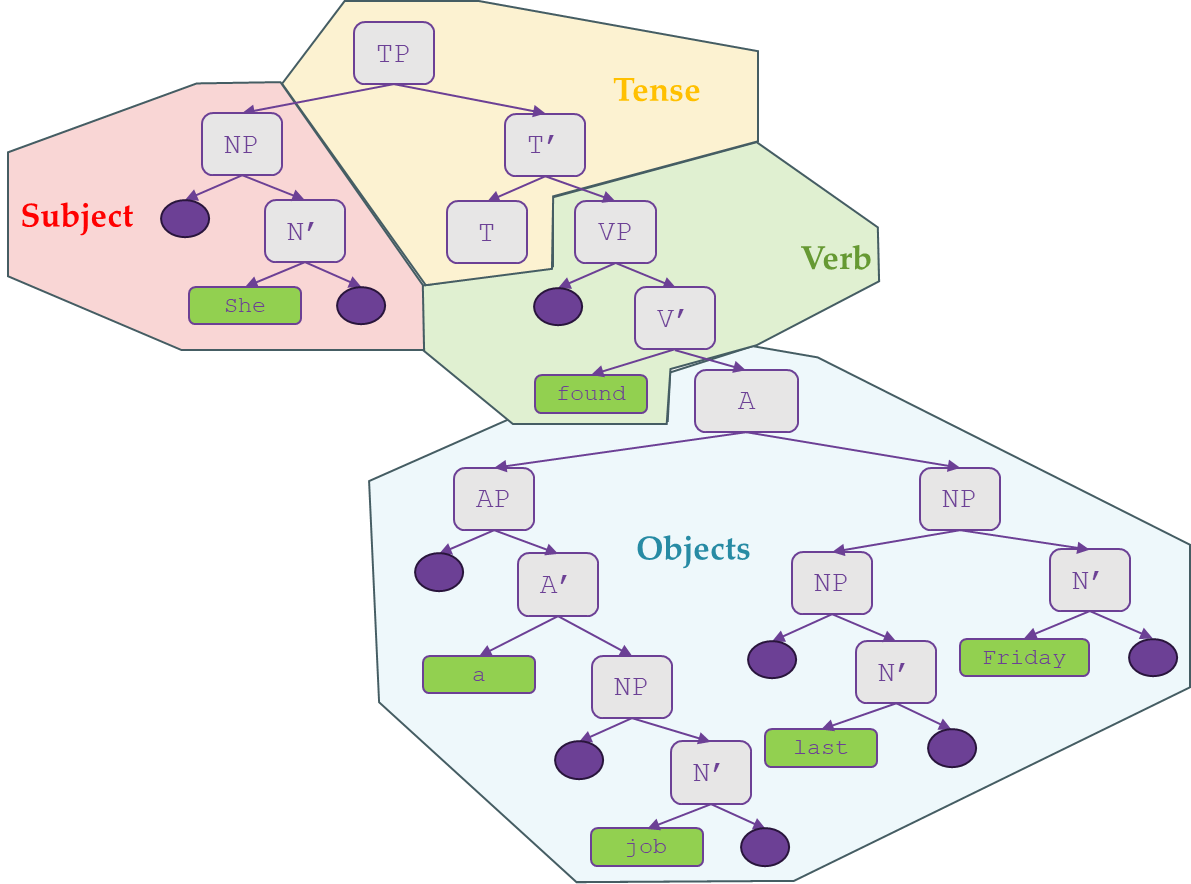 TP
Tense
NP
T′
Subject
N′
T
VP
Verb
She
V′
found
A
AP
NP
Objects
A′
NP
N′
a
NP
N′
Friday
N′
last
job